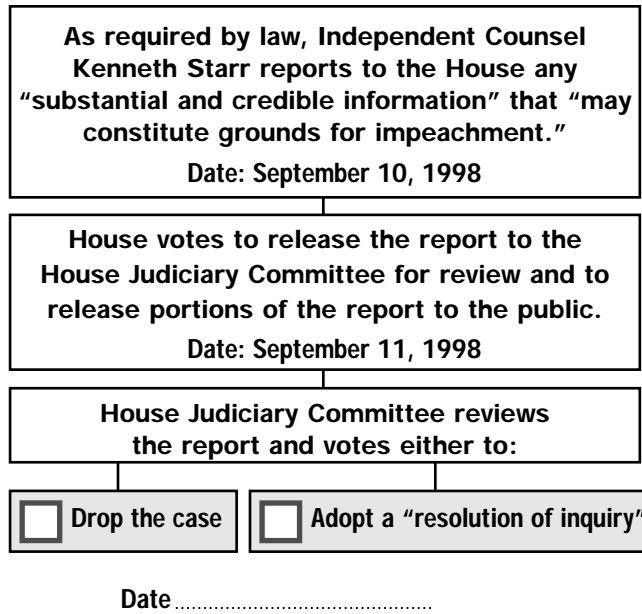 As required by law, Independent Counsel
Kenneth Starr reports to the House any
“substantial and credible information” that “may
constitute grounds for impeachment.”
Date: September 10, 1998
House votes to release the report to the
House Judiciary Committee for review and to
release portions of the report to the public.
Date: September 11, 1998
House Judiciary Committee reviews
the report and votes either to:
Drop the case
Adopt a “resolution of inquiry”
Date ............................................